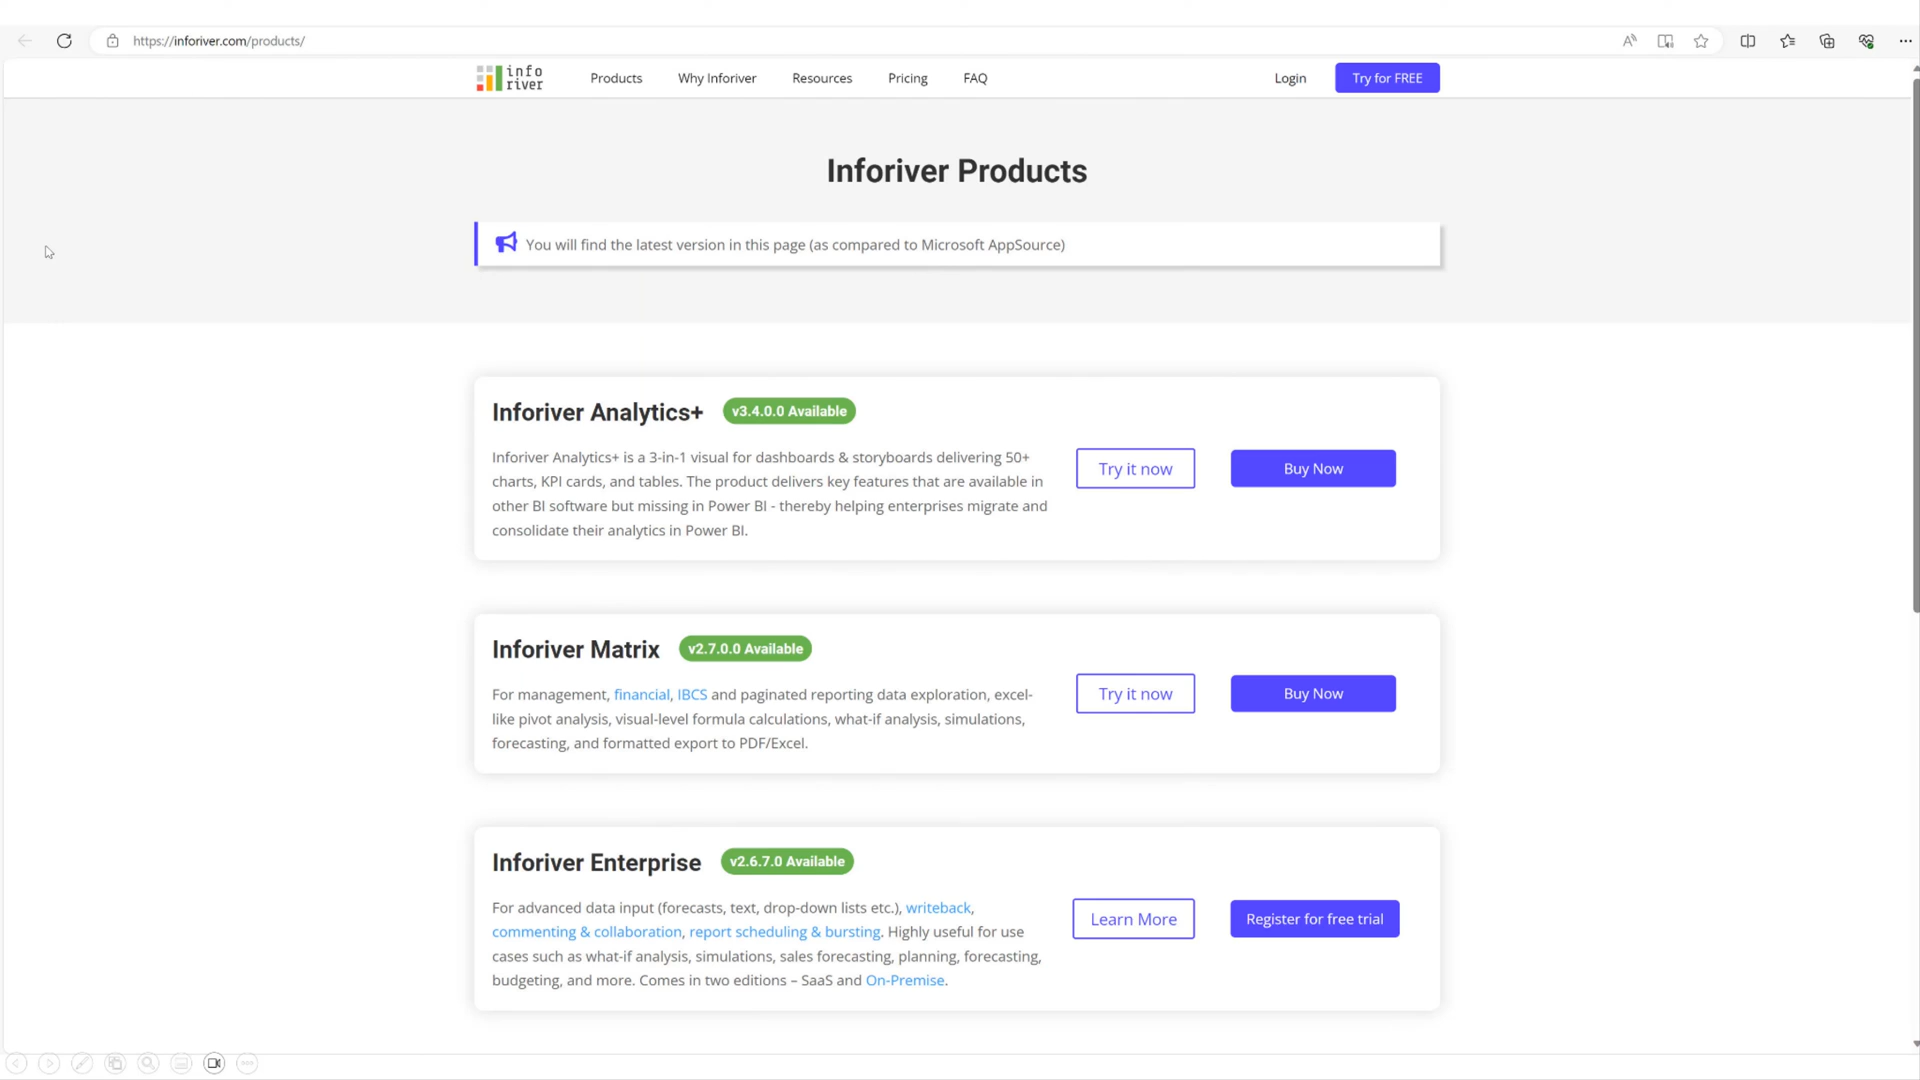 https://inforiver.com/products/
info
river
Products
Why Inforiver
Resources
Pricing
FAQ
Login
Try for FREE
Inforiver Products
You will find the latest version in this page (as compared to Microsoft AppSource)
Inforiver Analytics+
v3.4.0.0 Available
Inforiver Analytics+ is a 3-in-1 visual for dashboards & storyboards delivering 50+
charts, KPI cards, and tables. The product delivers key features that are available in
other BI software but missing in Power BI - thereby helping enterprises migrate and
consolidate their analytics in Power BI.
Try it now
Buy Now
Inforiver Matrix
v2.7.0.0 Available
For management, financial, IBCS and paginated reporting data exploration, excel-
like pivot analysis, visual-level formula calculations, what-if analysis, simulations,
forecasting, and formatted export to PDF/Excel.
Try it now
Buy Now
Inforiver Enterprise
v2.6.7.0 Available
For advanced data input (forecasts, text, drop-down lists etc.), writeback,
commenting & collaboration, report scheduling & bursting. Highly useful for use
cases such as what-if analysis, simulations, sales forecasting, planning, forecasting,
budgeting, and more. Comes in two editions – SaaS and On-Premise.
Learn More
Register for free trial